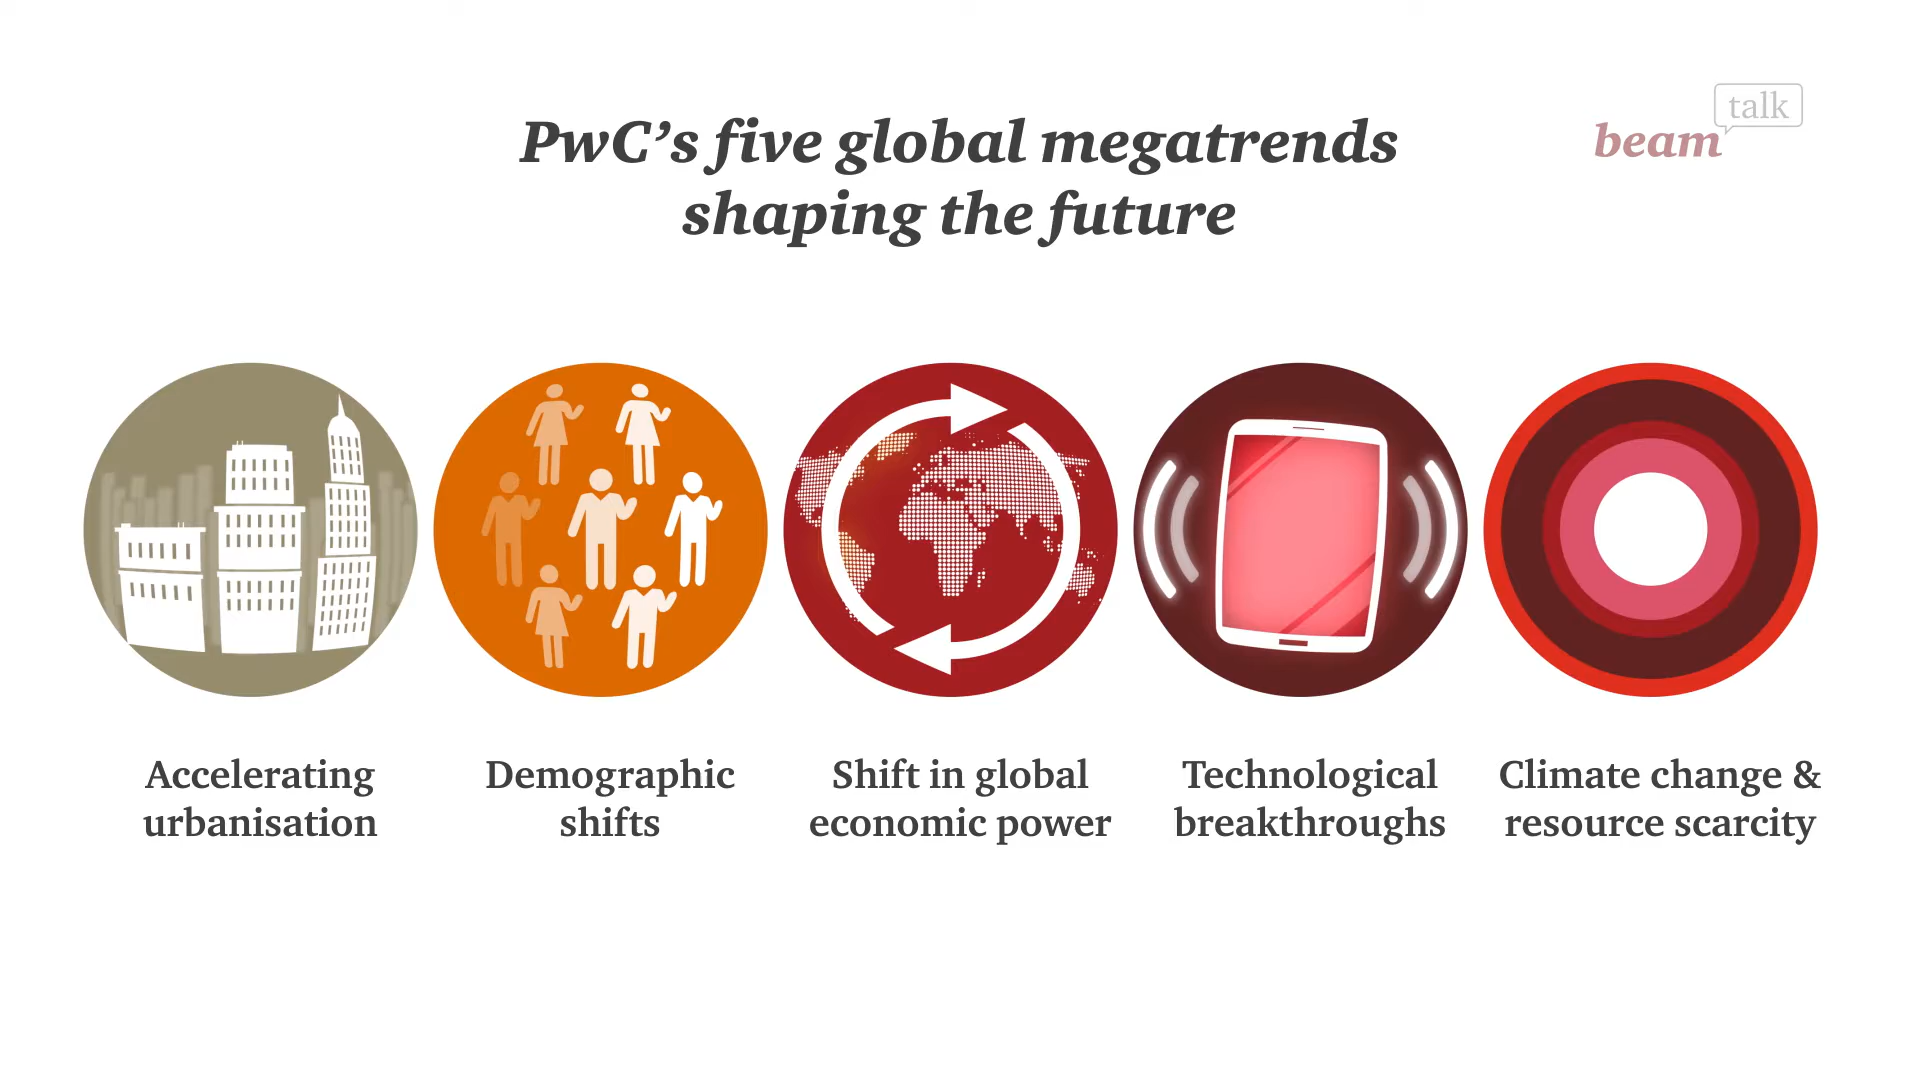 PwC’s five global megatrends
shaping the future
talk
beam
Accelerating
urbanisation
Demographic
shifts
Shift in global
economic power
Technological
breakthroughs
Climate change &
resource scarcity